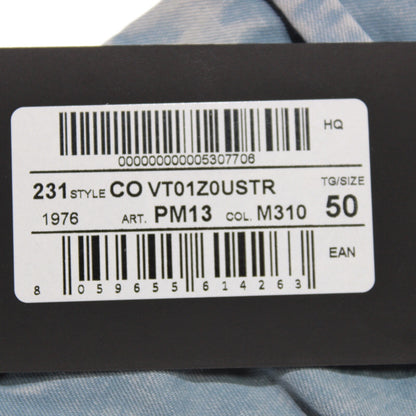 HQ
000000000005307706
231 STYLE CO VT01Z0USTR TG/SIZE
1976 ART. PM13 COL. M310 50
EAN
8 059655 614263